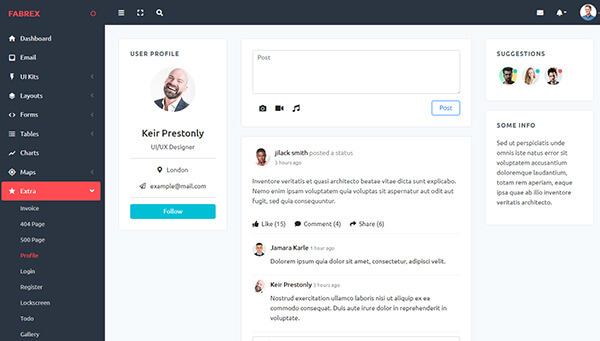 FABREX
Dashboard
Email
UI Kits
Layouts
Forms
Tables
Charts
Maps
Extra
Invoice
404 Page
500 Page
Profile
Login
Register
Lockscreen
Todo
Gallery
USER PROFILE
Keir Prestonly
UI/UX Designer
London
example@mail.com
Follow
Post
Post
jilack smith posted a status
3 hours ago
Inventore veritatis et quasi architecto beatae vitae dicta sunt explicabo.
Nemo enim ipsam voluptatem quia voluptas sit aspernatur aut odit aut
fugit, sed quia consequuntur.
Like (15) Comment (4) Share (6)
Jamara Karle 1 hour ago
Dolorem ipsum quia dolor sit amet, consectetur, adipisci velit.
Keir Prestonly 3 hours ago
Nostrud exercitation ullamco laboris nisi ut aliquip ex ea
commodo consequat. Duis aute irure dolor in reprehenderit in
voluptate.
SUGGESTIONS
SOME INFO
Sed ut perspiciatis unde
omnis iste natus error sit
voluptatem accusantium
doloremque laudantium,
totam rem aperiam, eaque
ipsa quae ab illo inventore
veritatis architecto.